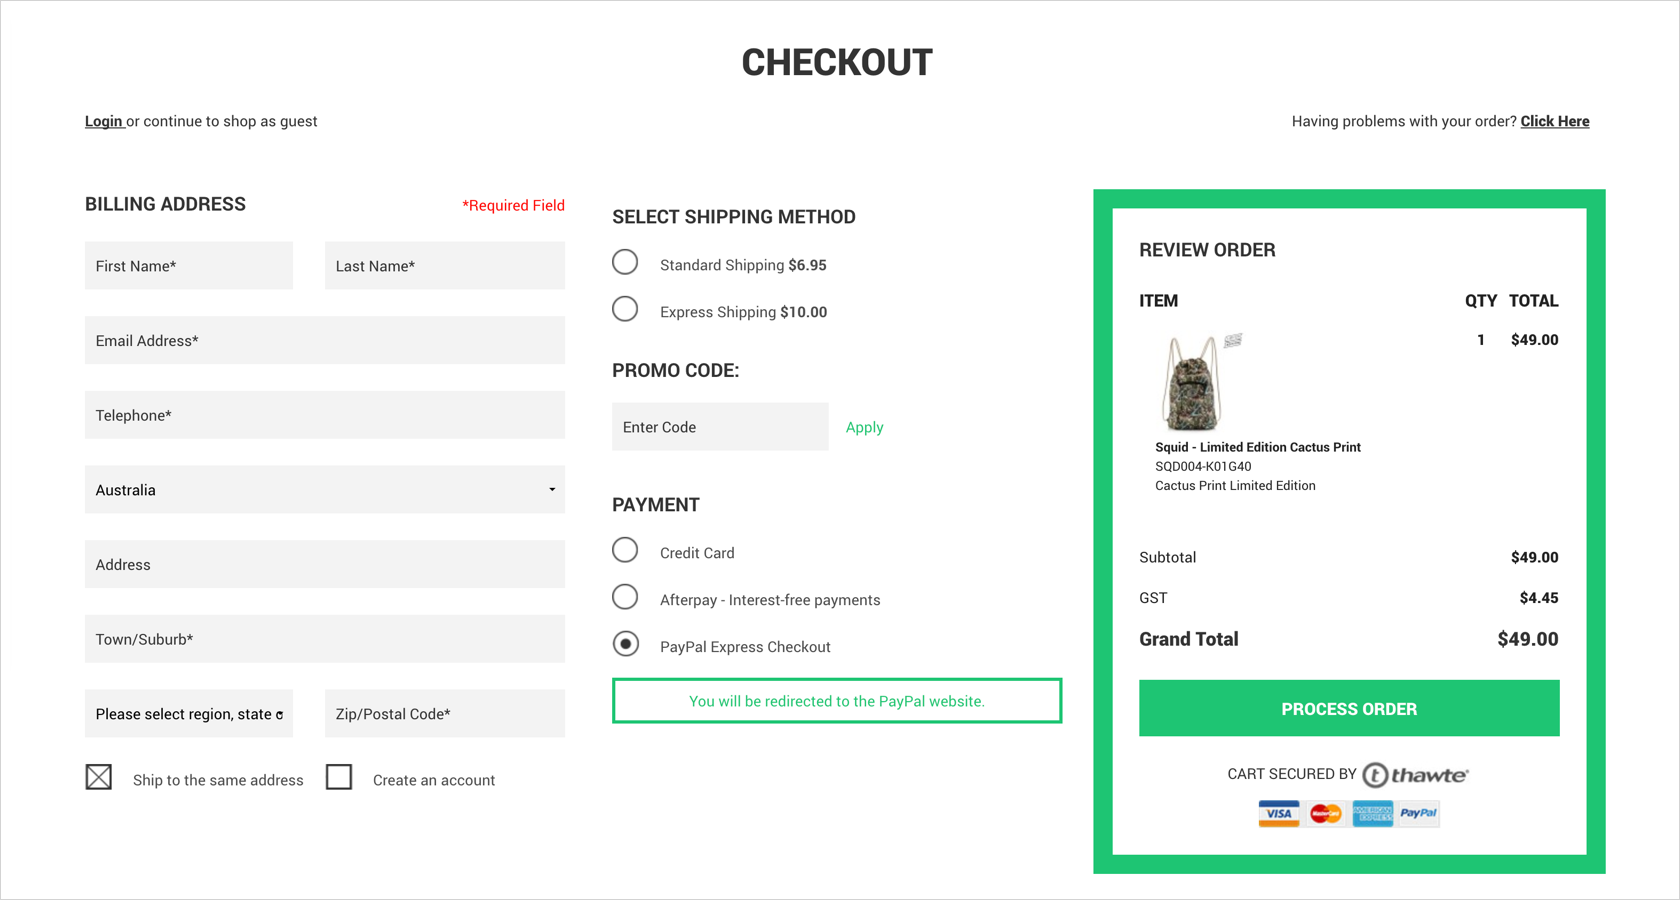 CHECKOUT
Login or continue to shop as guest
Having problems with your order? Click Here
BILLING ADDRESS
*Required Field
First Name*
Last Name*
Email Address*
Telephone*
Australia
Address
Town/Suburb*
Please select region, state o
Zip/Postal Code*
Ship to the same address
Create an account
SELECT SHIPPING METHOD
Standard Shipping $6.95
Express Shipping $10.00
PROMO CODE:
Enter Code
Apply
PAYMENT
Credit Card
Afterpay - Interest-free payments
PayPal Express Checkout
You will be redirected to the PayPal website.
REVIEW ORDER
ITEM QTY TOTAL
1 $49.00
Squid - Limited Edition Cactus Print
SQD004-K01G40
Cactus Print Limited Edition
Subtotal $49.00
GST $4.45
Grand Total $49.00
PROCESS ORDER
CART SECURED BY thawte
VISA MasterCard AMERICAN EXPRESS PayPal